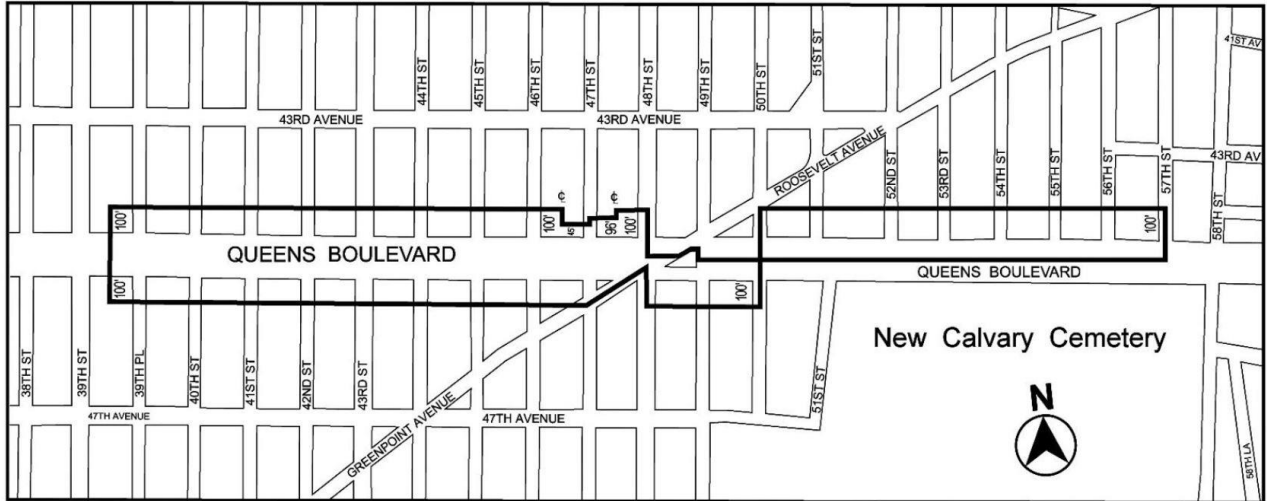 44TH ST
45TH ST
46TH ST
47TH ST
48TH ST
49TH ST
50TH ST
51ST ST
41ST AV
43RD AVENUE
43RD AVENUE
ROOSEVELT AVENUE
52ND ST
53RD ST
54TH ST
55TH ST
56TH ST
57TH ST
58TH ST
43RD AV
100'
℄
℄
100'
45'
96'
100'
100'
QUEENS BOULEVARD
QUEENS BOULEVARD
100'
100'
38TH ST
39TH ST
39TH PL
40TH ST
41ST ST
42ND ST
43RD ST
New Calvary Cemetery
51ST ST
47TH AVENUE
GREENPOINT AVENUE
47TH AVENUE
N
58TH LA